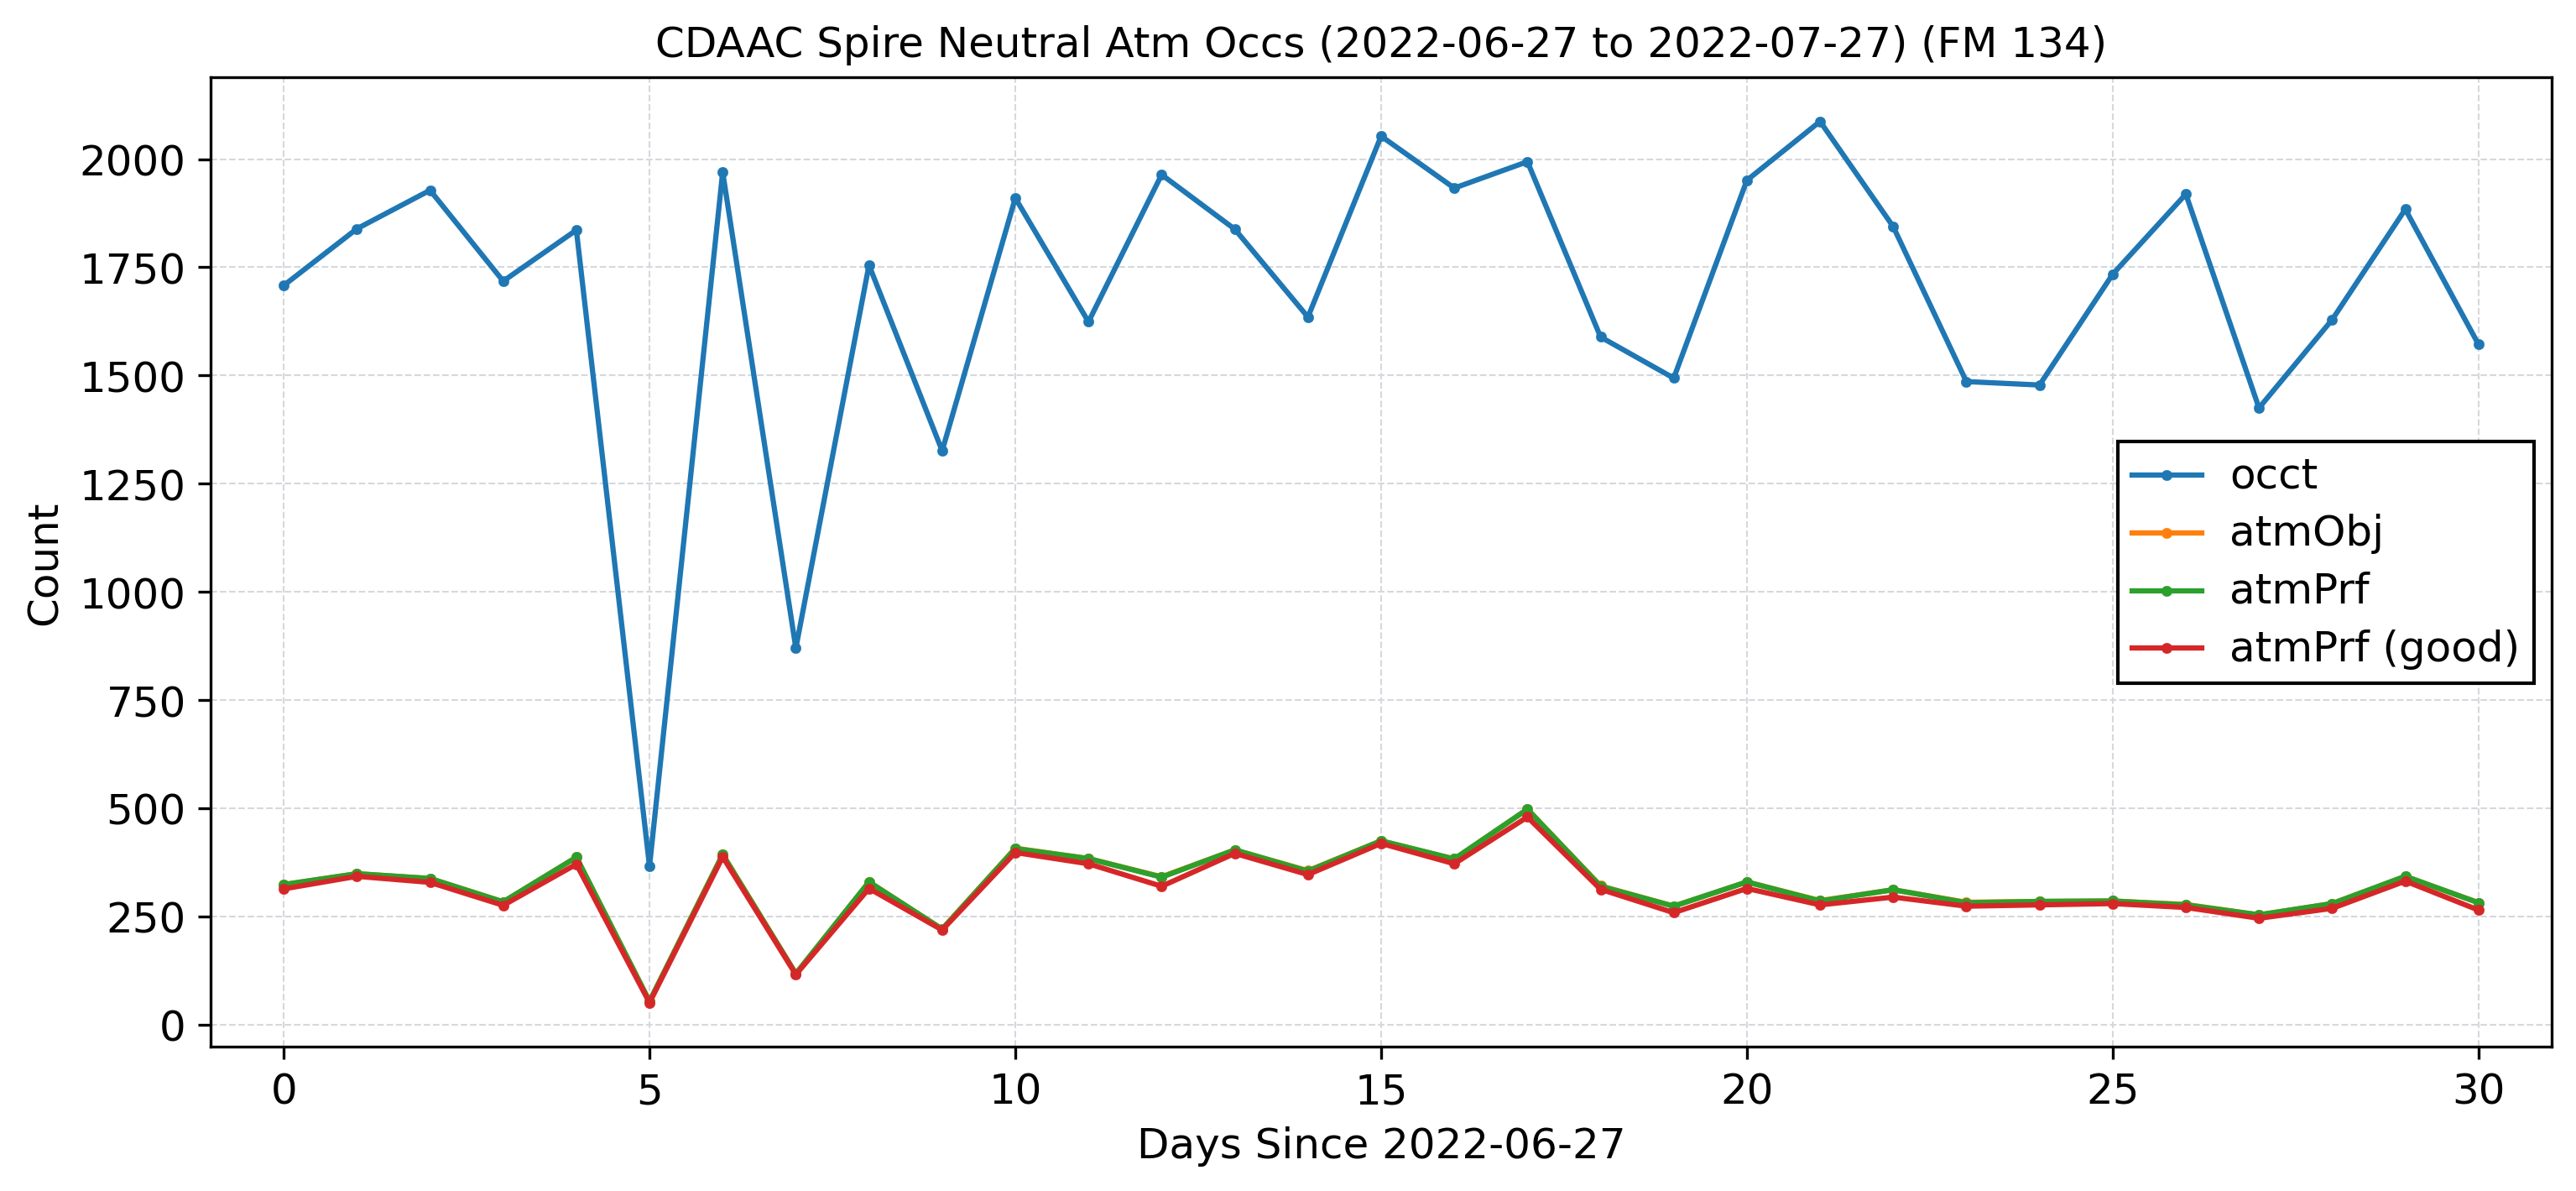 CDAAC Spire Neutral Atm Occs (2022-06-27 to 2022-07-27) (FM 134)
Count
2000
1750
1500
1250
1000
750
500
250
0
occt
atmObj
atmPrf
atmPrf (good)
0 5 10 15 20 25 30
Days Since 2022-06-27